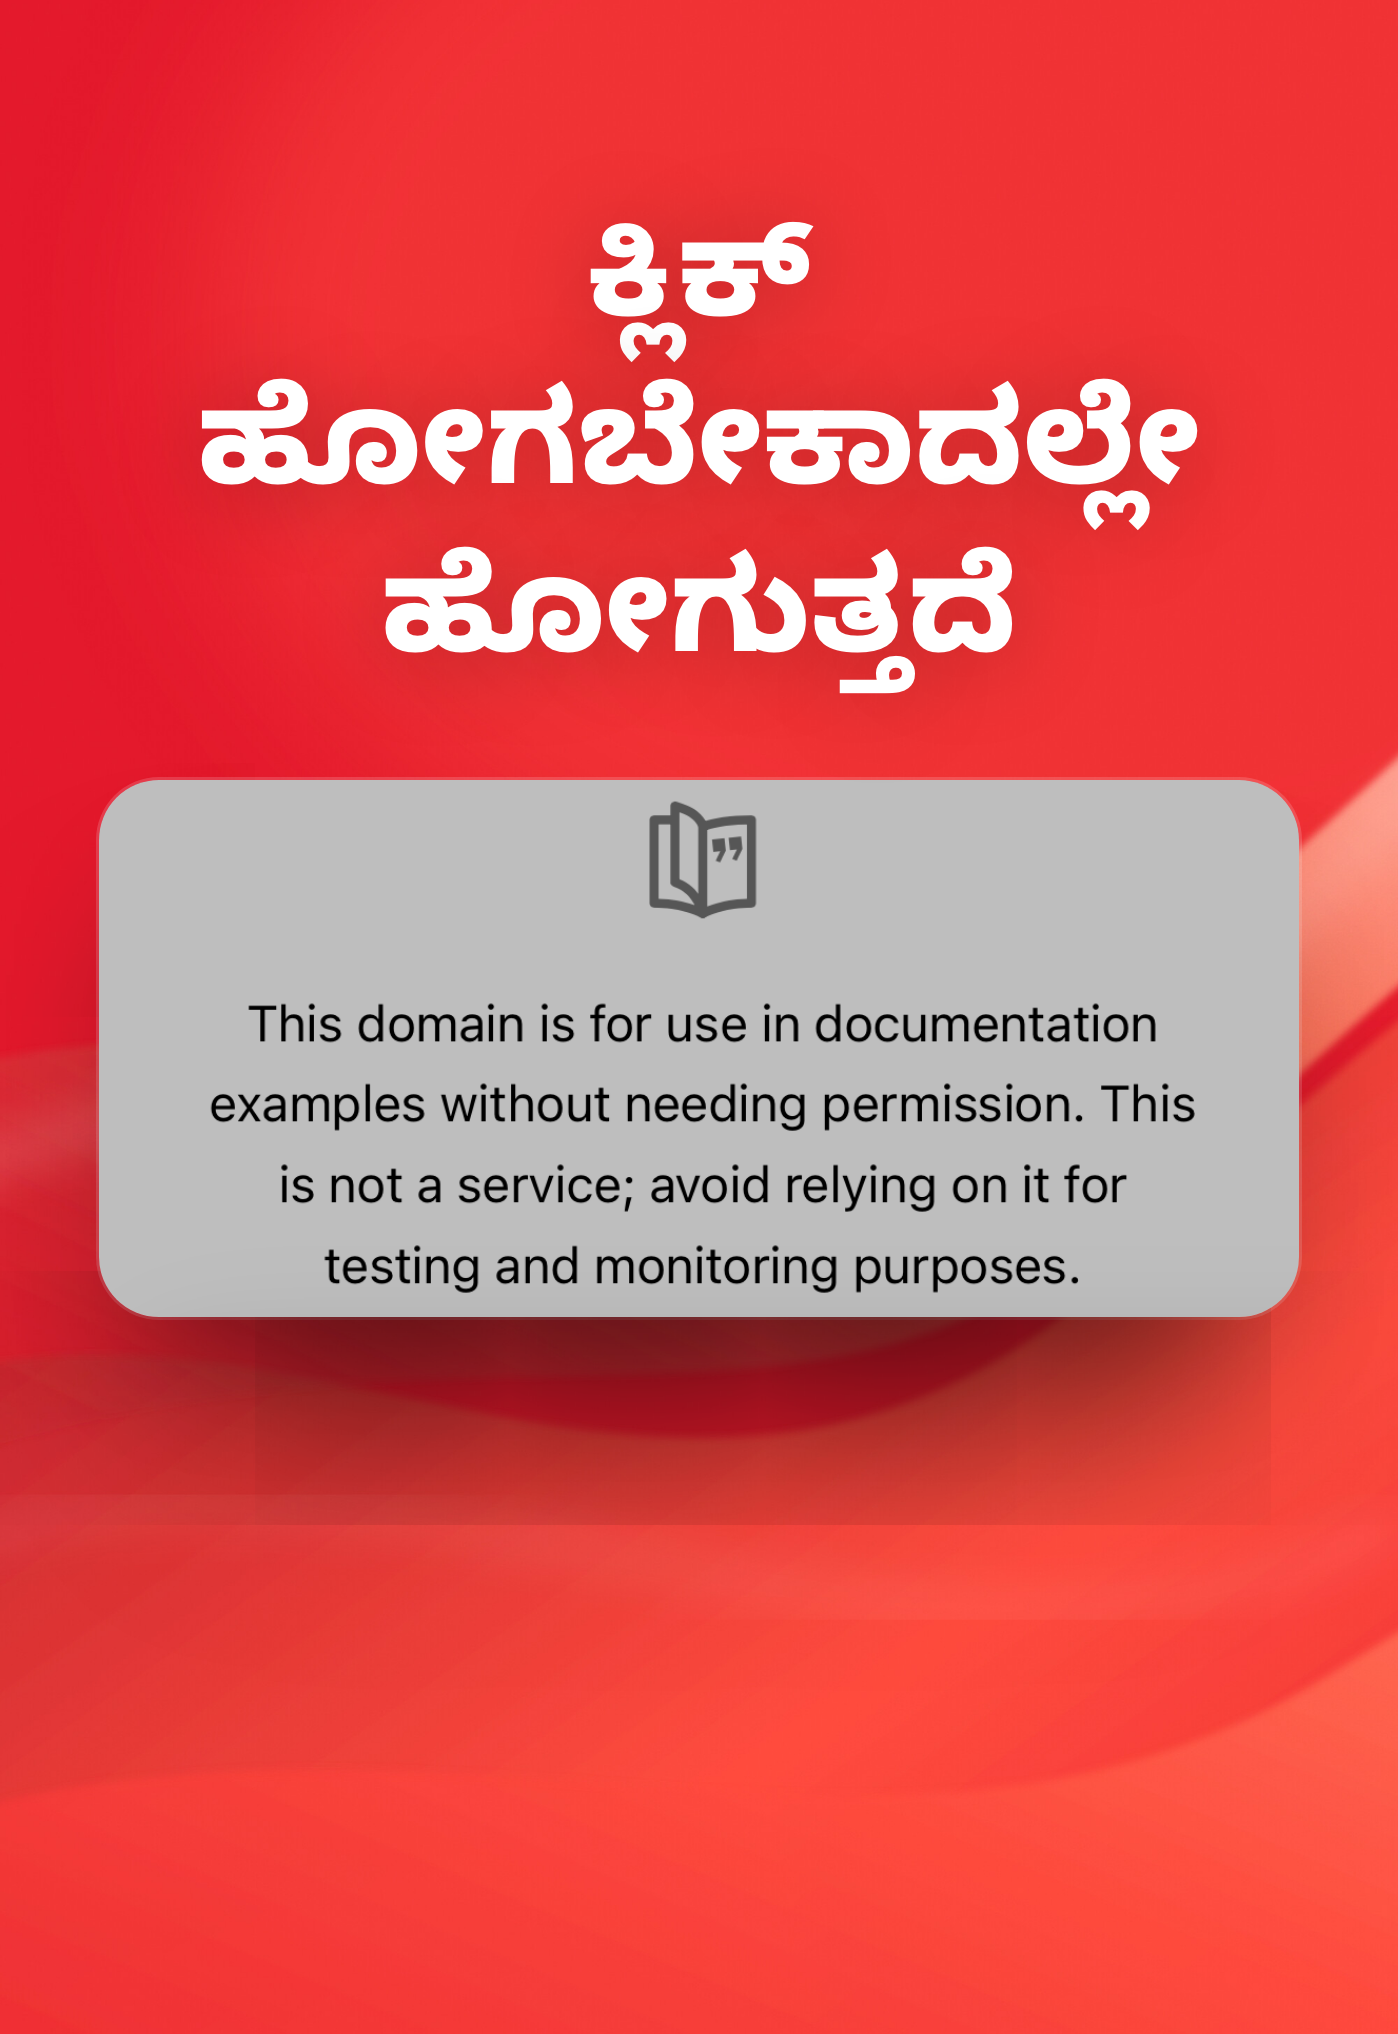 ಕ್ಲಿಕ್
ಹೋಗಬೇಕಾದಲ್ಲೇ
ಹೋಗುತ್ತದೆ
This domain is for use in documentation
examples without needing permission. This
is not a service; avoid relying on it for
testing and monitoring purposes.